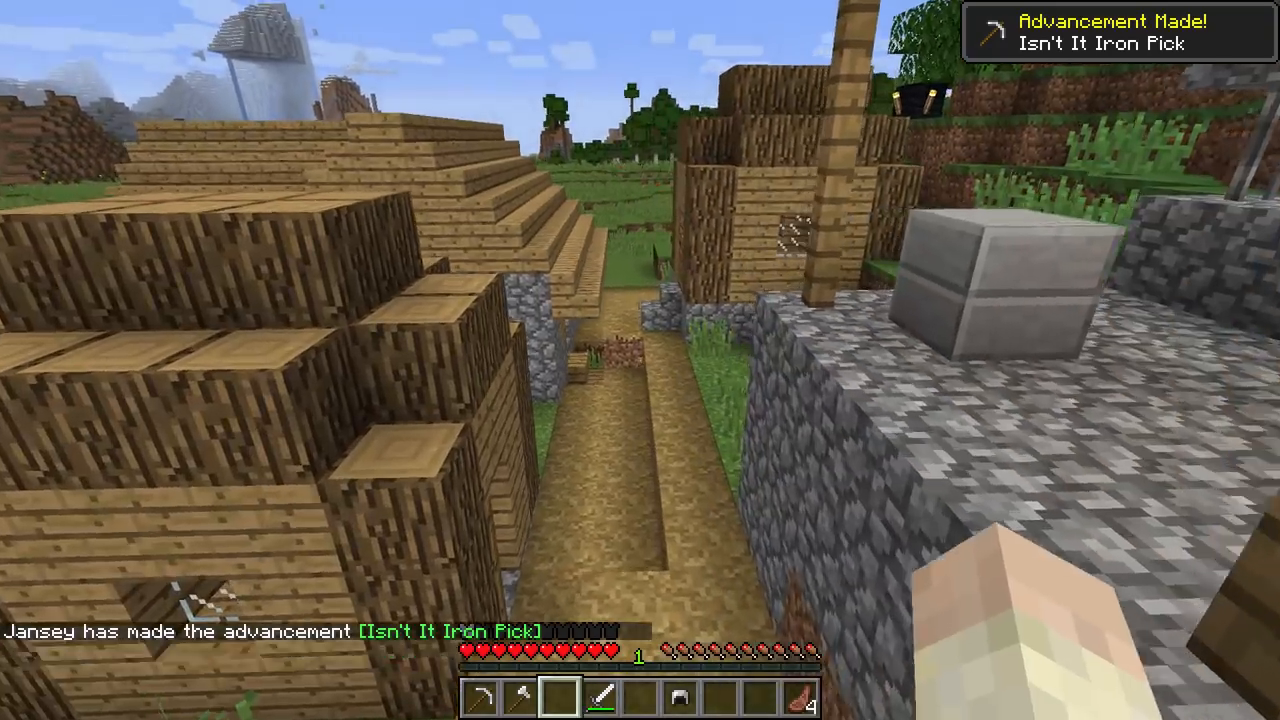 Advancement Made!
Isn't It Iron Pick
Jansey has made the advancement [Isn't It Iron Pick]
1
4